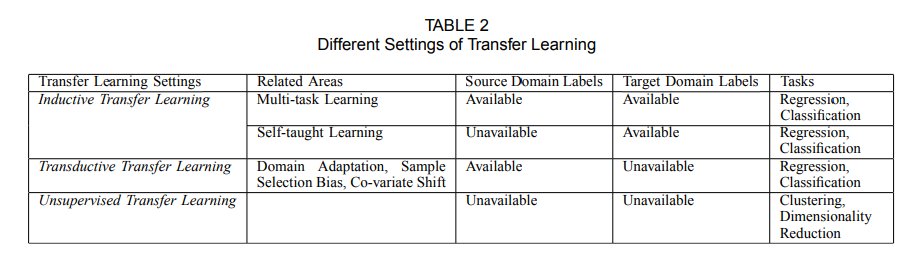 TABLE 2
Different Settings of Transfer Learning
Transfer Learning Settings Related Areas Source Domain Labels Target Domain Labels Tasks
Inductive Transfer Learning Multi-task Learning Available Available Regression,
Classification
Self-taught Learning Unavailable Available Regression,
Classification
Transductive Transfer Learning Domain Adaptation, Sample Available Unavailable Regression,
Selection Bias, Co-variate Shift Classification
Unsupervised Transfer Learning Unavailable Unavailable Clustering,
Dimensionality
Reduction